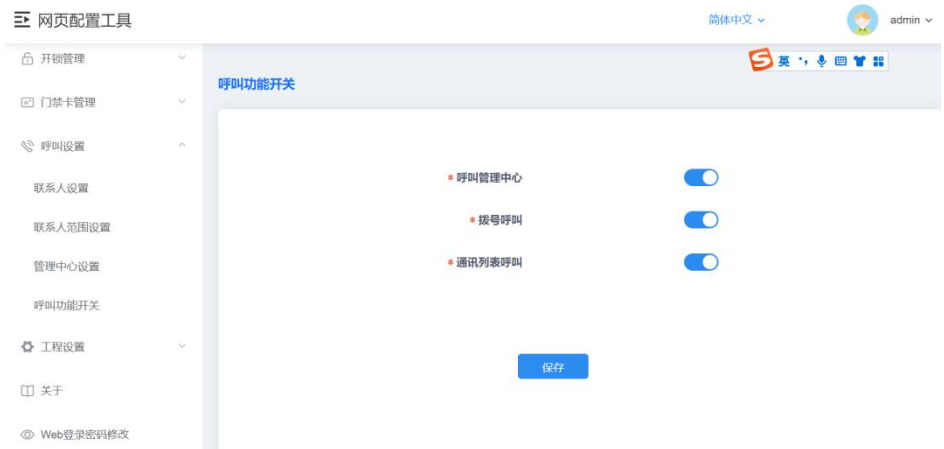 网页配置工具
简体中文
admin
开锁管理
英
呼叫功能开关
门禁卡管理
呼叫设置
* 呼叫管理中心
联系人设置
* 拨号呼叫
联系人范围设置
* 通讯列表呼叫
管理中心设置
呼叫功能开关
工程设置
保存
关于
Web登录密码修改